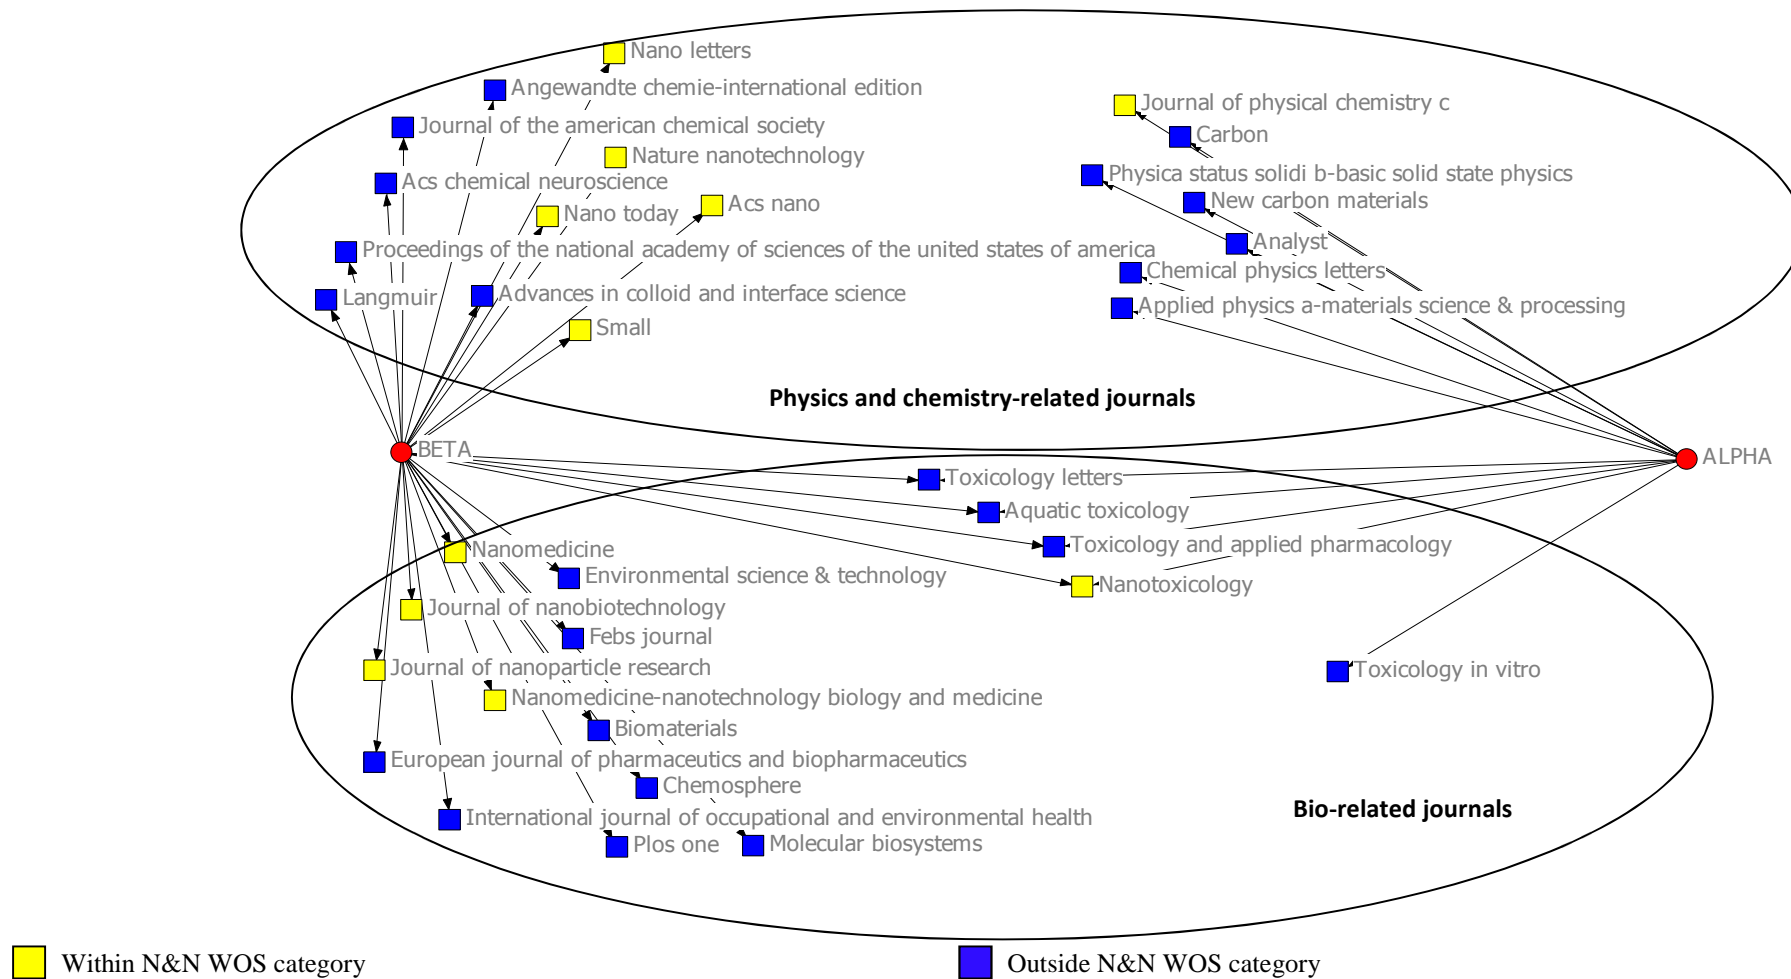 Nano letters
Angewandte chemie-international edition
Journal of physical chemistry c
Journal of the american chemical society
Carbon
Nature nanotechnology
Physica status solidi b-basic solid state physics
Acs chemical neuroscience
New carbon materials
Acs nano
Nano today
Analyst
Proceedings of the national academy of sciences of the united states of america
Chemical physics letters
Advances in colloid and interface science
Langmuir
Applied physics a-materials science & processing
Small
Physics and chemistry-related journals
BETA
ALPHA
Toxicology letters
Aquatic toxicology
Toxicology and applied pharmacology
Nanomedicine
Environmental science & technology
Nanotoxicology
Journal of nanobiotechnology
Febs journal
Journal of nanoparticle research
Toxicology in vitro
Nanomedicine-nanotechnology biology and medicine
Biomaterials
European journal of pharmaceutics and biopharmaceutics
Chemosphere
Bio-related journals
International journal of occupational and environmental health
Plos one
Molecular biosystems
Within N&N WOS category
Outside N&N WOS category